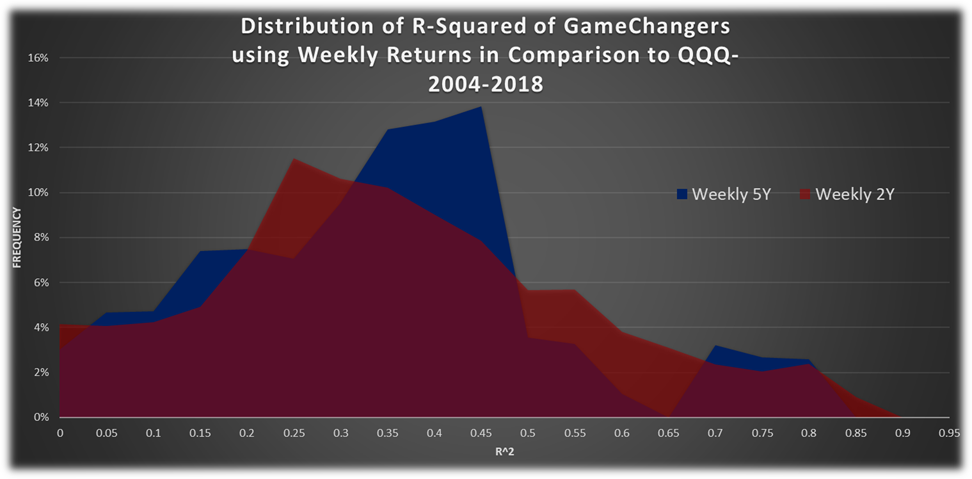 Distribution of R-Squared of GameChangers
using Weekly Returns in Comparison to QQQ-
2004-2018
16%
14%
12%
10%
8%
6%
4%
2%
0%
FREQUENCY
Weekly 5Y Weekly 2Y
0 0.05 0.1 0.15 0.2 0.25 0.3 0.35 0.4 0.45 0.5 0.55 0.6 0.65 0.7 0.75 0.8 0.85 0.9 0.95
R^2